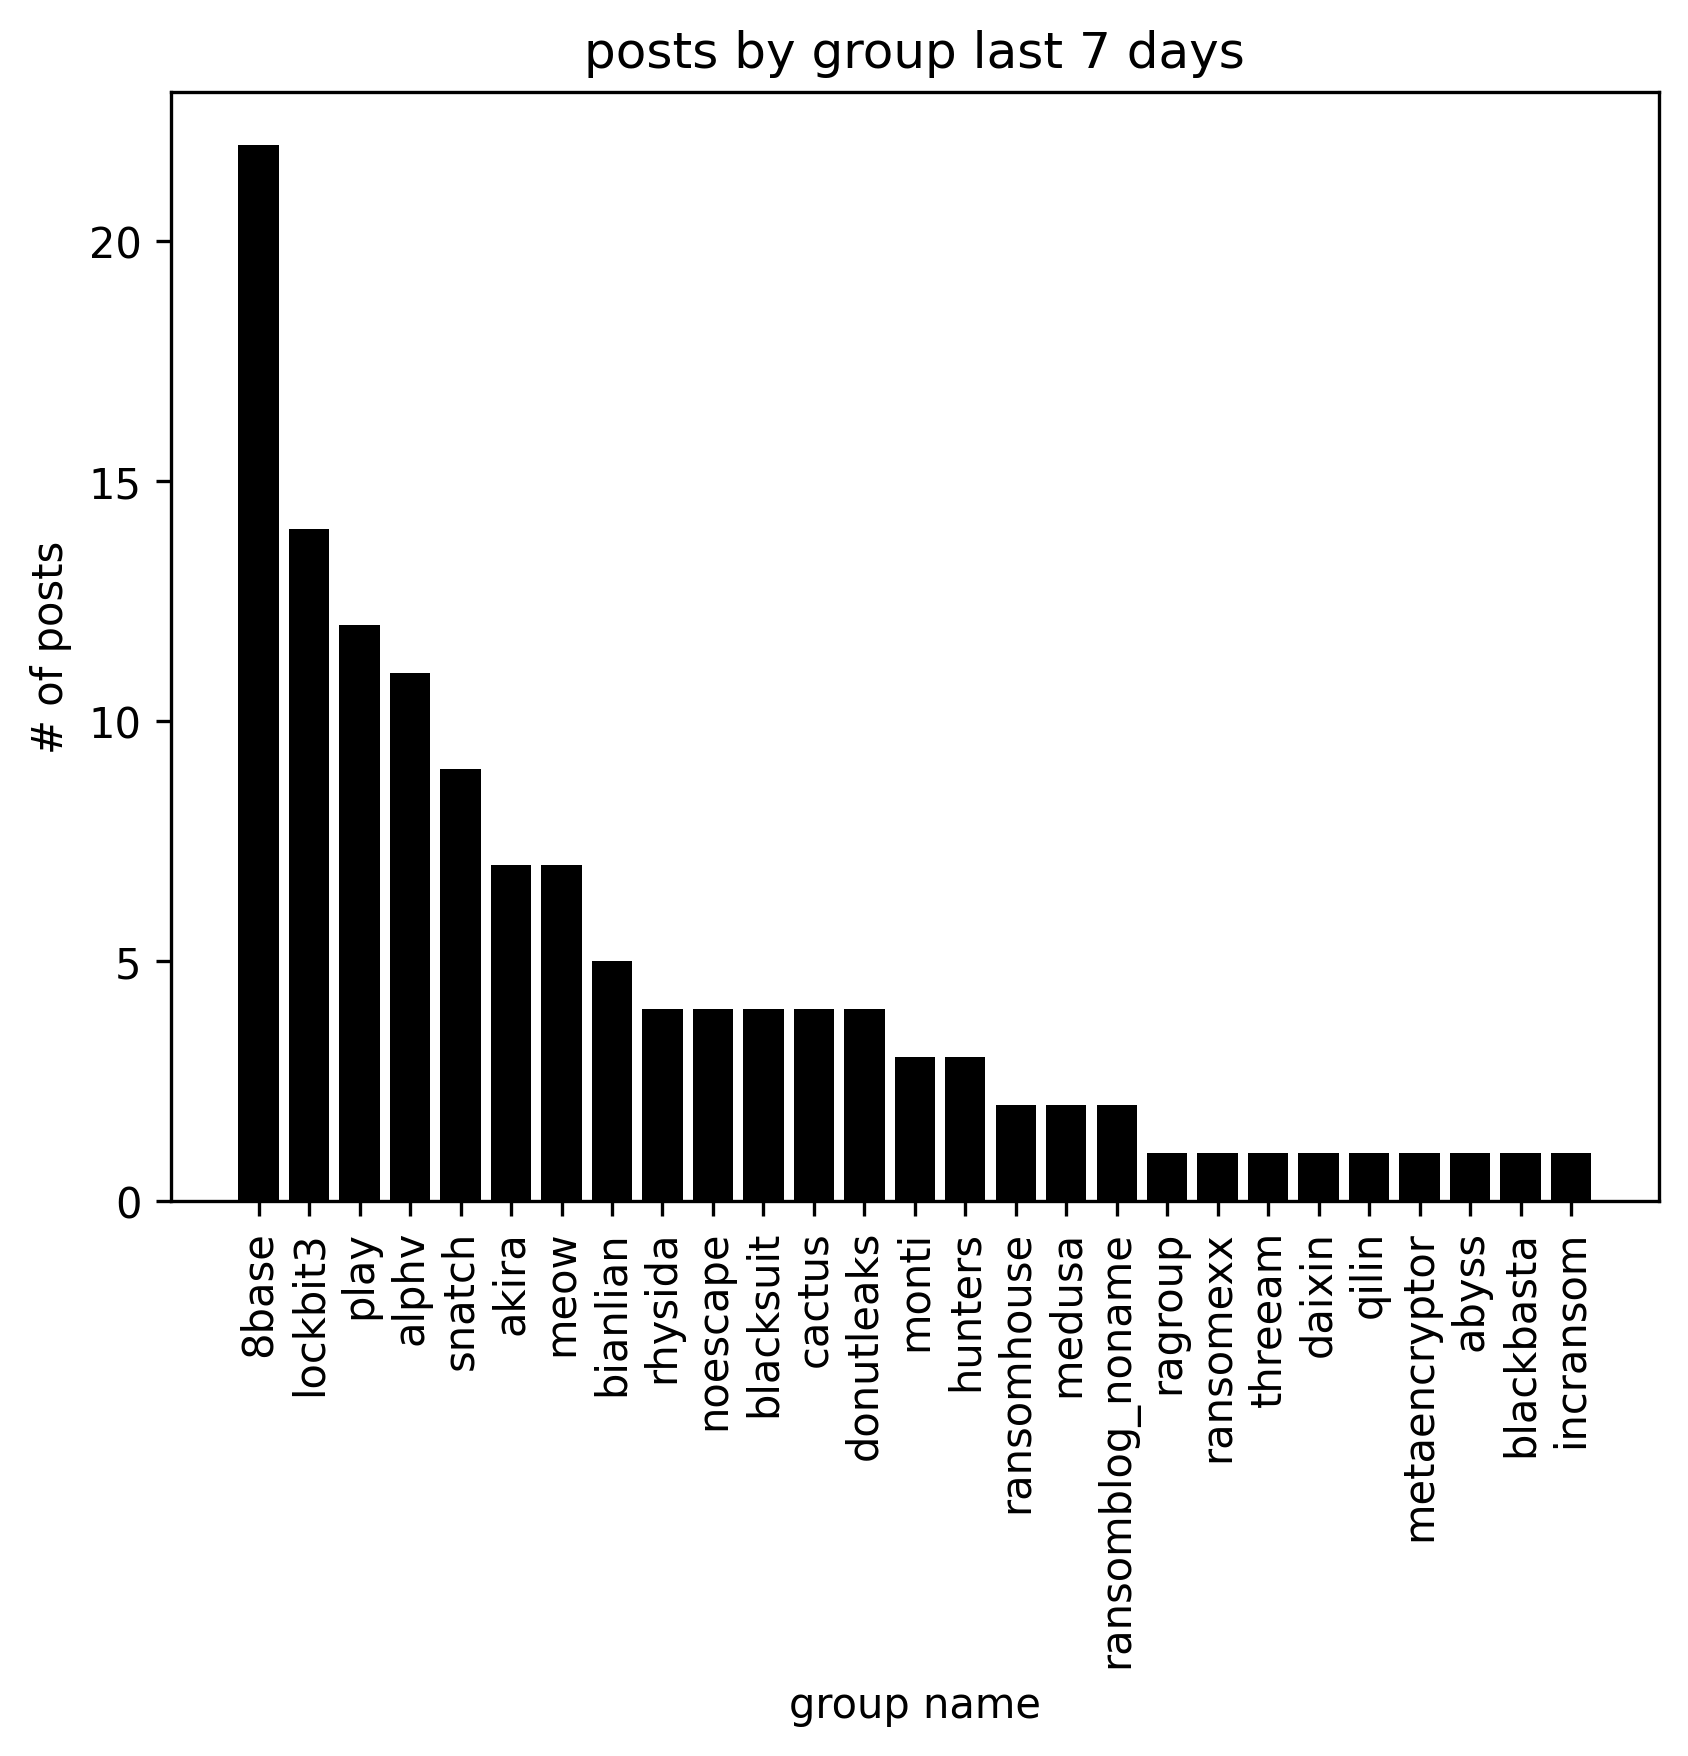 posts by group last 7 days
# of posts
20
15
10
5
0
8base
lockbit3
play
alphv
snatch
akira
meow
bianlian
rhysida
noescape
blacksuit
cactus
donutleaks
monti
hunters
ransomhouse
medusa
ransomblog_noname
ragroup
ransomexx
threeam
daixin
qilin
metaencryptor
abyss
blackbasta
incransom
group name